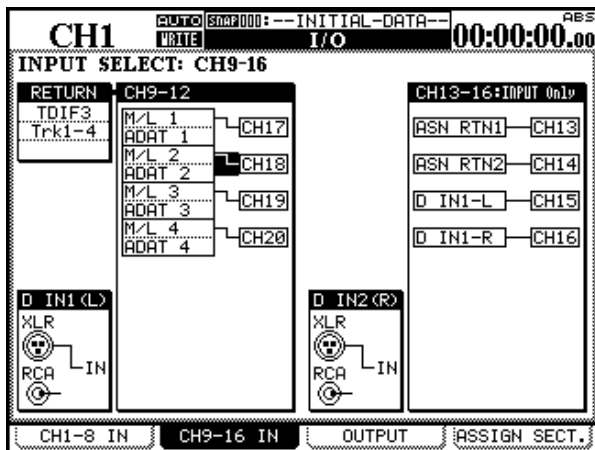 CH1 AUTO SNAP000:--INITIAL-DATA-- ABS
WRITE I/O 00:00:00.00
INPUT SELECT: CH9-16
RETURN
TDIF3
Trk1-4
CH9-12
M/L 1
ADAT 1
CH17
M/L 2
ADAT 2
CH18
M/L 3
ADAT 3
CH19
M/L 4
ADAT 4
CH20
CH13-16:INPUT Only
ASN RTN1 CH13
ASN RTN2 CH14
D IN1-L CH15
D IN1-R CH16
D IN1(L)
XLR
IN
RCA
D IN2(R)
XLR
IN
RCA
CH1-8 IN CH9-16 IN OUTPUT ASSIGN SECT.